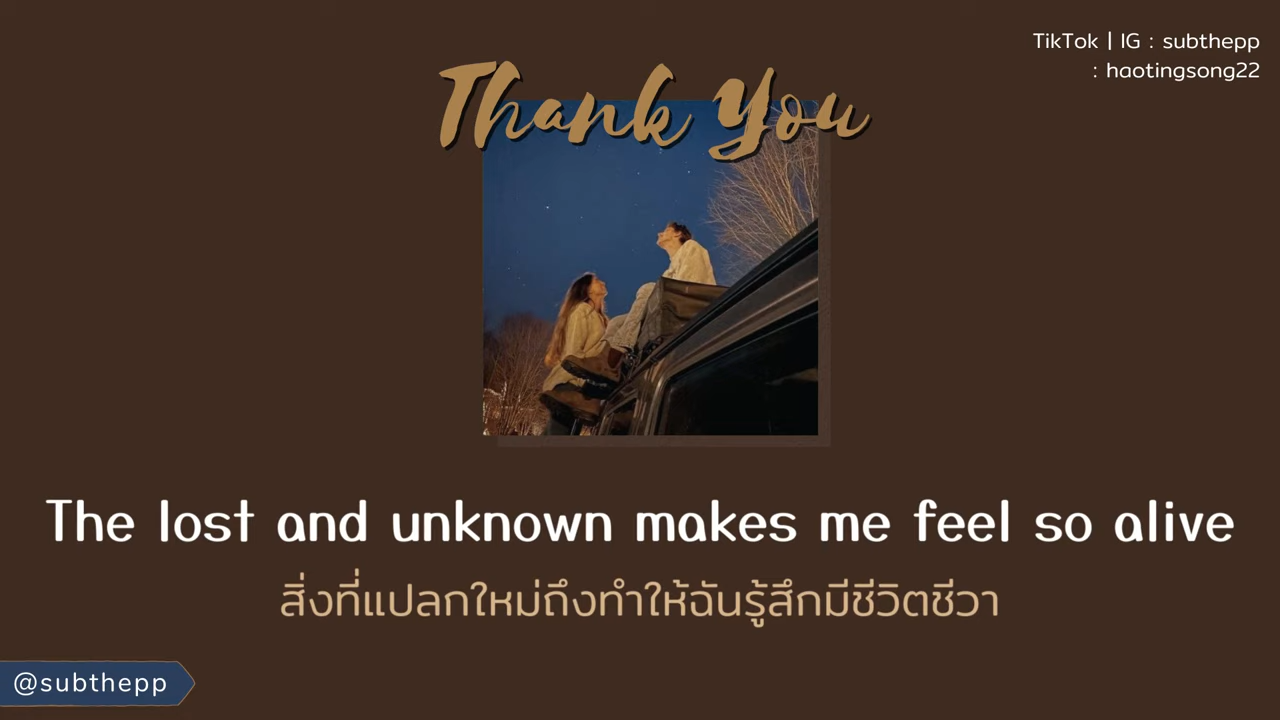 TikTok | IG : subthepp
: haotingsong22
Thank You
The lost and unknown makes me feel so alive
สิ่งที่แปลกใหม่ถึงทำให้ฉันรู้สึกมีชีวิตชีวา
@subthepp